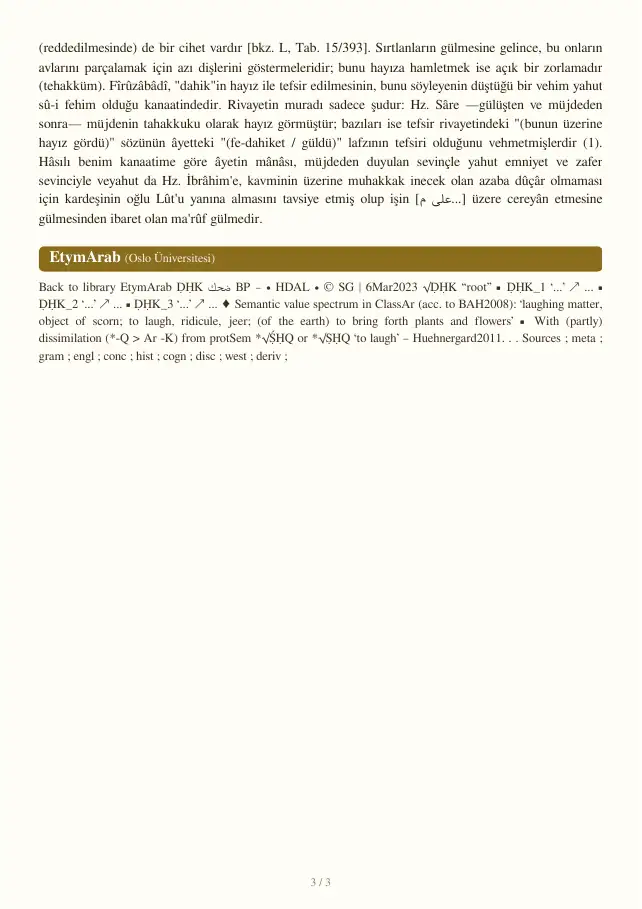 (reddedilmesinde) de bir cihet vardır [bkz. L, Tab. 15/393]. Sırtlanların gülmesine gelince, bu onların
avlarını parçalamak için azı dişlerini göstermeleridir; bunu hayıza hamletmek ise açık bir zorlamadır
(tehakküm). Fîrûzâbâdî, "dahik"in hayız ile tefsir edilmesinin, bunu söyleyenin düştüğü bir vehim yahut
sû-i fehim olduğu kanaatindedir. Rivayetin muradı sadece şudur: Hz. Sâre —gülüşten ve müjdeden
sonra— müjdenin tahakkuku olarak hayız görmüştür; bazıları ise tefsir rivayetindeki "(bunun üzerine
hayız gördü)" sözünün âyetteki "(fe-dahiket / güldü)" lafzının tefsiri olduğunu vehmetmişlerdir (1).
Hâsılı benim kanaatime göre âyetin mânâsı, müjdeden duyulan sevinçle yahut emniyet ve zafer
sevinciyle veyahut da Hz. İbrâhim'e, kavminin üzerine muhakkak inecek olan azaba dûçâr olmaması
için kardeşinin oğlu Lût'u yanına almasını tavsiye etmiş olup işin [على م...] üzere cereyân etmesine
gülmesinden ibaret olan ma'rûf gülmedir.
EtymArab (Oslo Üniversitesi)
Back to library EtymArab ḌḤK ضحك BP – • HDAL • © SG | 6Mar2023 √ḌḤK “root” ▪ ḌḤK_1 ‘...’ ↗ ... ▪
ḌḤK_2 ‘...’ ↗ ... ▪ ḌḤK_3 ‘...’ ↗ ... ♦ Semantic value spectrum in ClassAr (acc. to BAH2008): ‘laughing matter,
object of scorn; to laugh, ridicule, jeer; (of the earth) to bring forth plants and flowers’ ▪ With (partly)
dissimilation (*-Q > Ar -K) from protSem *√ŚḤQ or *√ṢḤQ ‘to laugh’ – Huehnergard2011. . . Sources ; meta ;
gram ; engl ; conc ; hist ; cogn ; disc ; west ; deriv ;
3 / 3